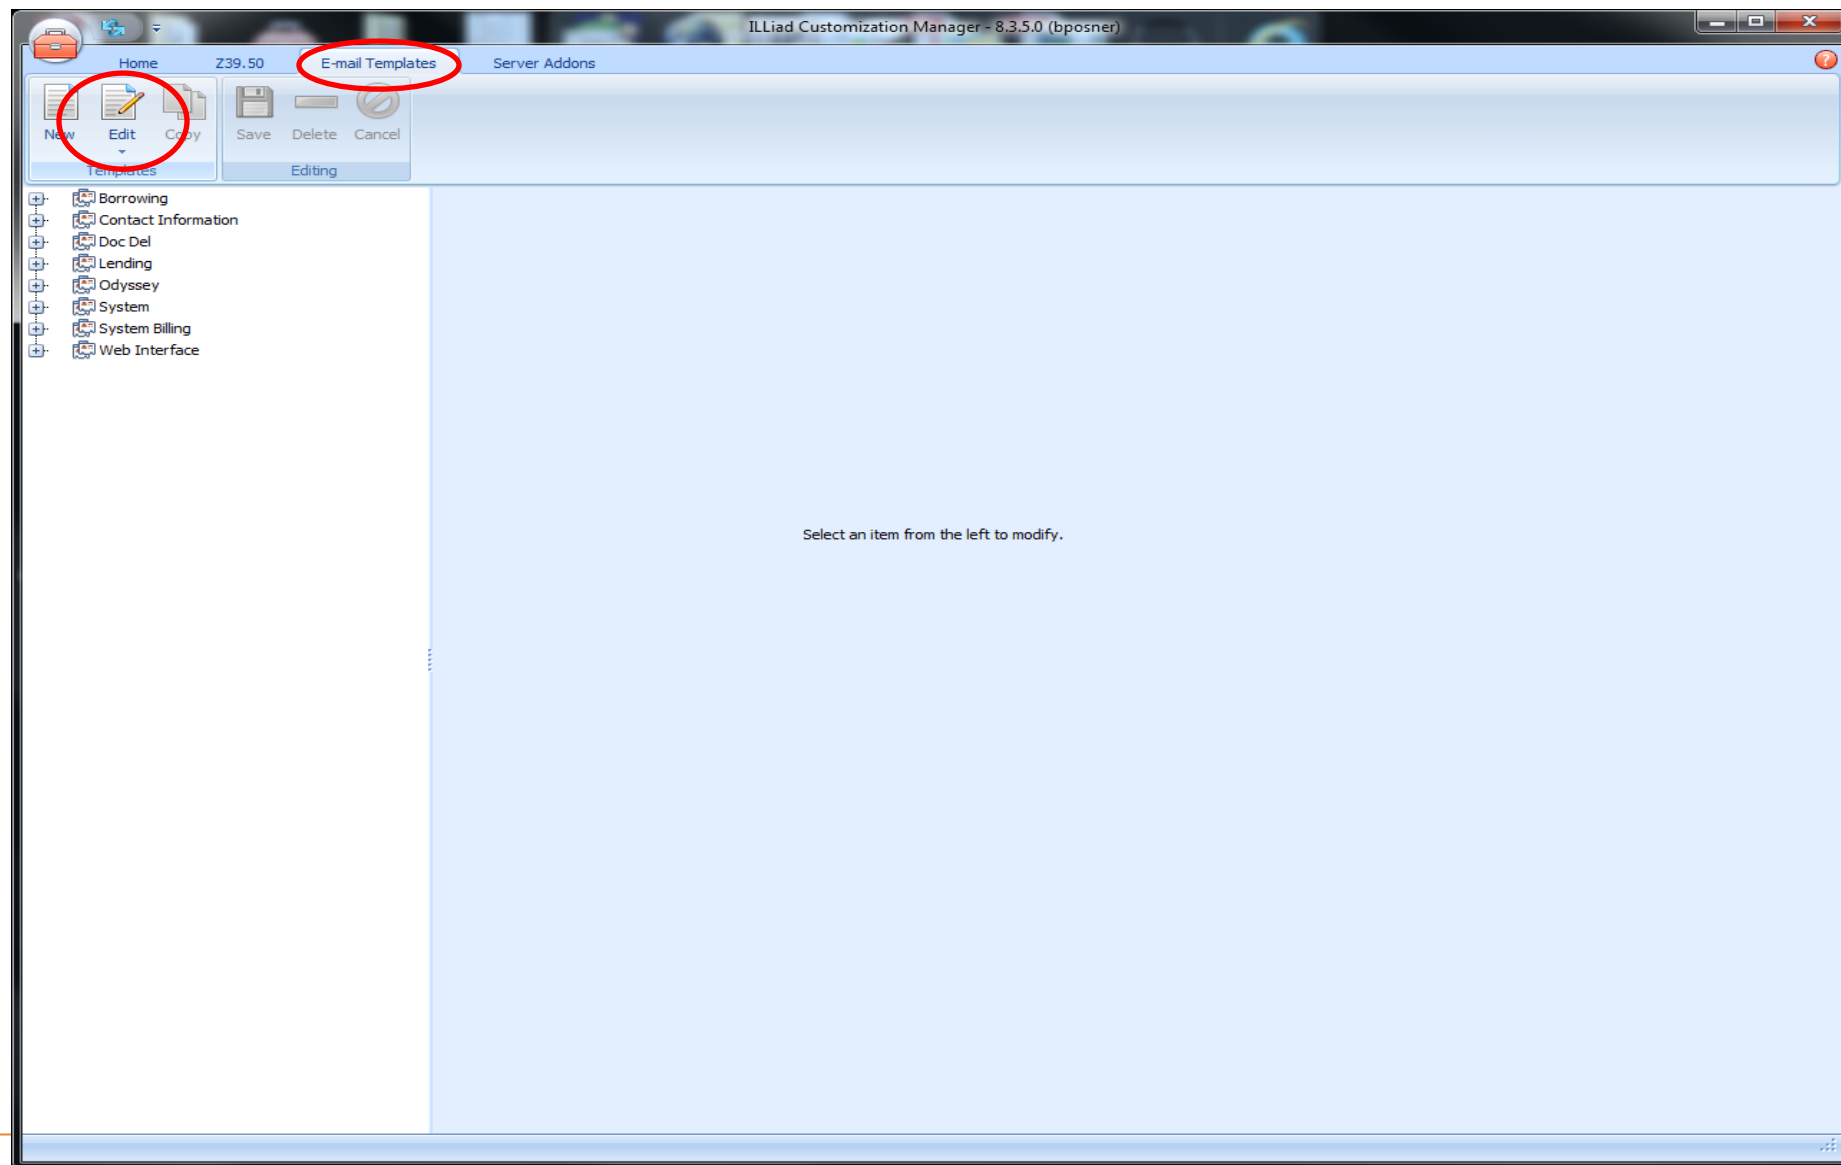 ILLiad Customization Manager - 8.3.5.0 (bposner)
Home Z39.50 E-mail Templates Server Addons
New Edit Copy Save Delete Cancel
Templates Editing
Borrowing
Contact Information
Doc Del
Lending
Odyssey
System
System Billing
Web Interface
Select an item from the left to modify.